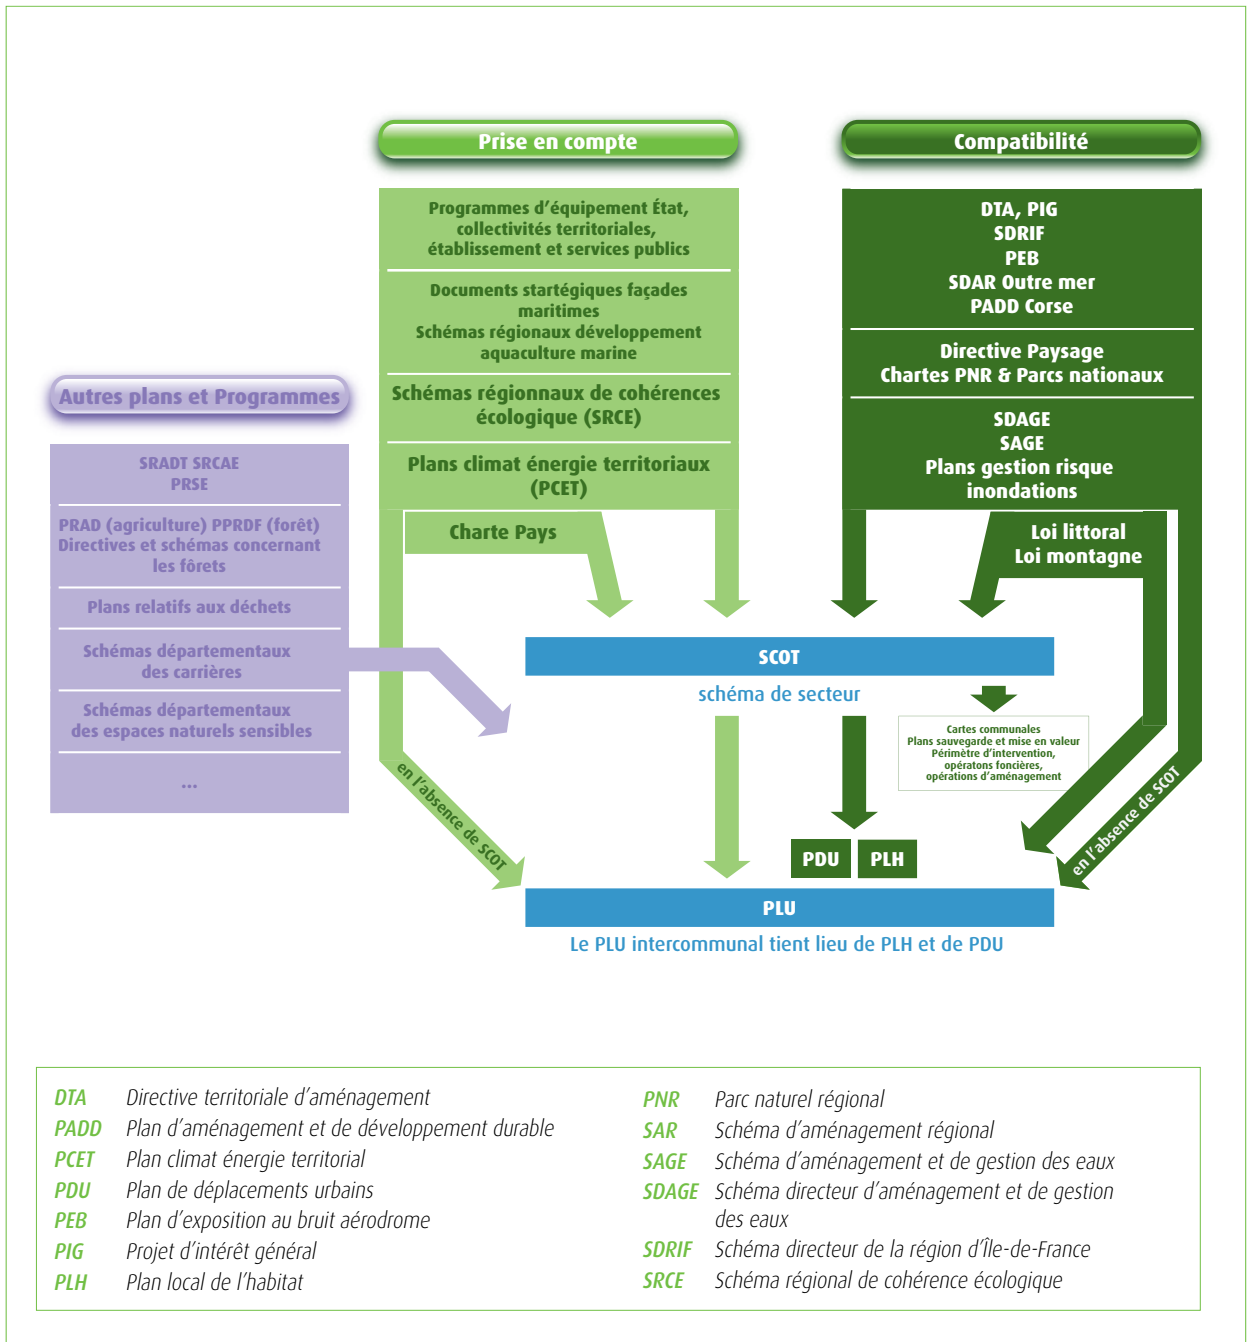 Prise en compte
Programmes d'équipement État,
collectivités territoriales,
établissement et services publics
Documents startégiques façades
maritimes
Schémas régionaux développement
aquaculture marine
Schémas régionnaux de cohérences
écologique (SRCE)
Plans climat énergie territoriaux
(PCET)
Charte Pays
Compatibilité
DTA, PIG
SDRIF
PEB
SDAR Outre mer
PADD Corse
Directive Paysage
Chartes PNR & Parcs nationaux
SDAGE
SAGE
Plans gestion risque
inondations
Loi littoral
Loi montagne
Autres plans et Programmes
SRADT SRCAE
PRSE
PRAD (agriculture) PPRDF (forêt)
Directives et schémas concernant
les fôrets
Plans relatifs aux déchets
Schémas départementaux
des carrières
Schémas départementaux
des espaces naturels sensibles
...
SCOT
schéma de secteur
Cartes communales
Plans sauvegarde et mise en valeur
Périmètre d'intervention,
opératons foncières,
opérations d'aménagement
en l'absence de SCOT
en l'absence de SCOT
PDU
PLH
PLU
Le PLU intercommunal tient lieu de PLH et de PDU
DTA Directive territoriale d'aménagement
PADD Plan d'aménagement et de développement durable
PCET Plan climat énergie territorial
PDU Plan de déplacements urbains
PEB Plan d'exposition au bruit aérodrome
PIG Projet d'intérêt général
PLH Plan local de l'habitat
PNR Parc naturel régional
SAR Schéma d'aménagement régional
SAGE Schéma d'aménagement et de gestion des eaux
SDAGE Schéma directeur d'aménagement et de gestion
des eaux
SDRIF Schéma directeur de la région d'Île-de-France
SRCE Schéma régional de cohérence écologique